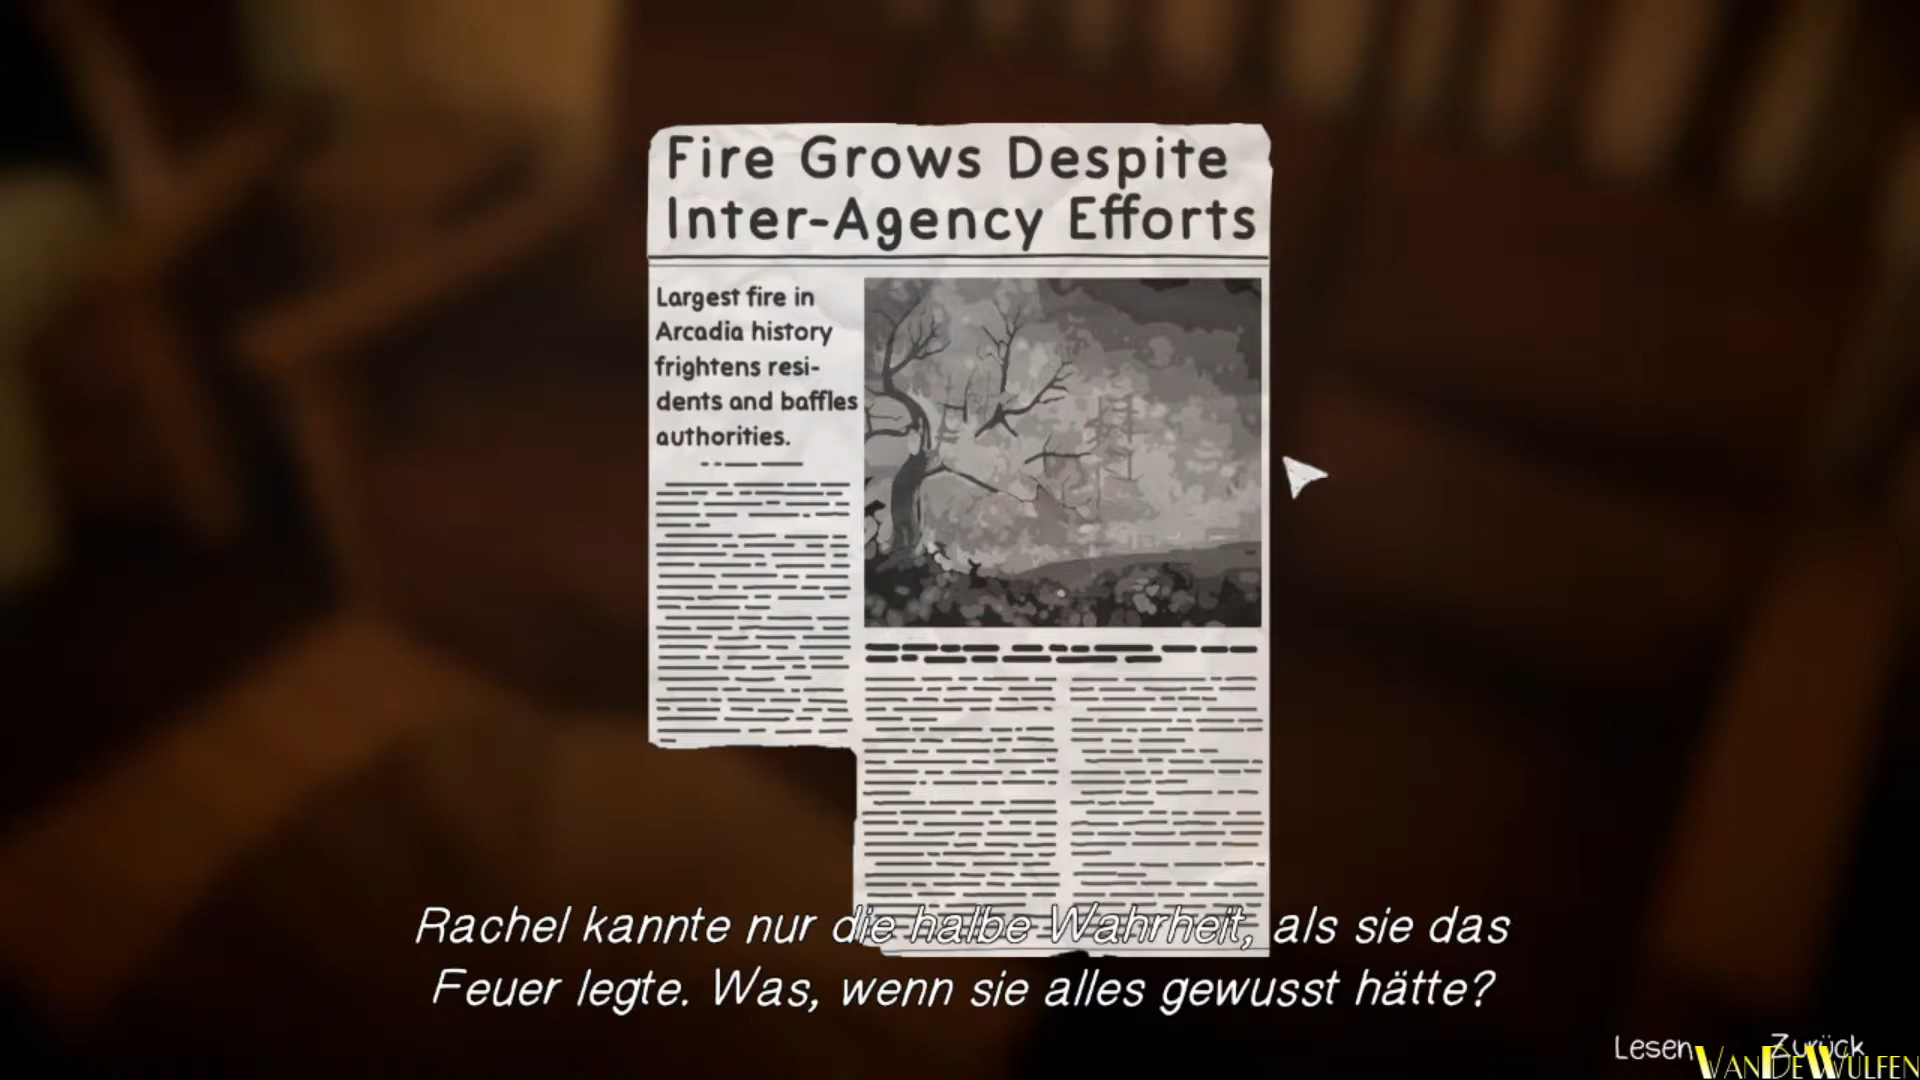 Fire Grows Despite
Inter-Agency Efforts
Largest fire in
Arcadia history
frightens resi-
dents and baffles
authorities.
Rachel kannte nur die halbe Wahrheit, als sie das
Feuer legte. Was, wenn sie alles gewusst hätte?
Lesen Zurück
VANDEWULFEN